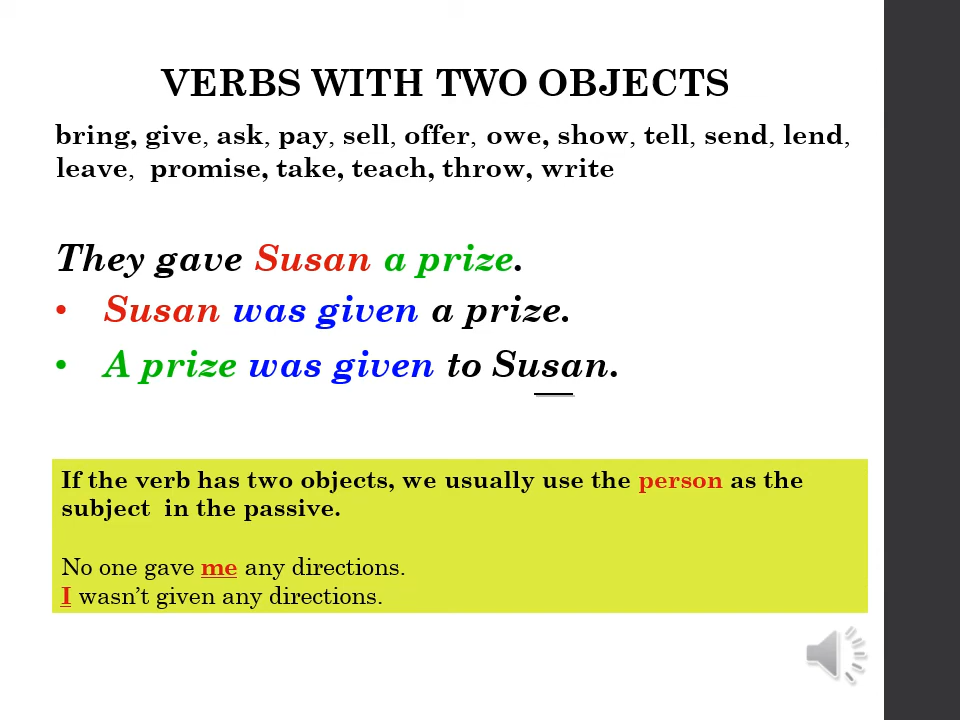 VERBS WITH TWO OBJECTS
bring, give, ask, pay, sell, offer, owe, show, tell, send, lend,
leave, promise, take, teach, throw, write
They gave Susan a prize.
• Susan was given a prize.
• A prize was given to Susan.
If the verb has two objects, we usually use the person as the
subject in the passive.
No one gave me any directions.
I wasn’t given any directions.